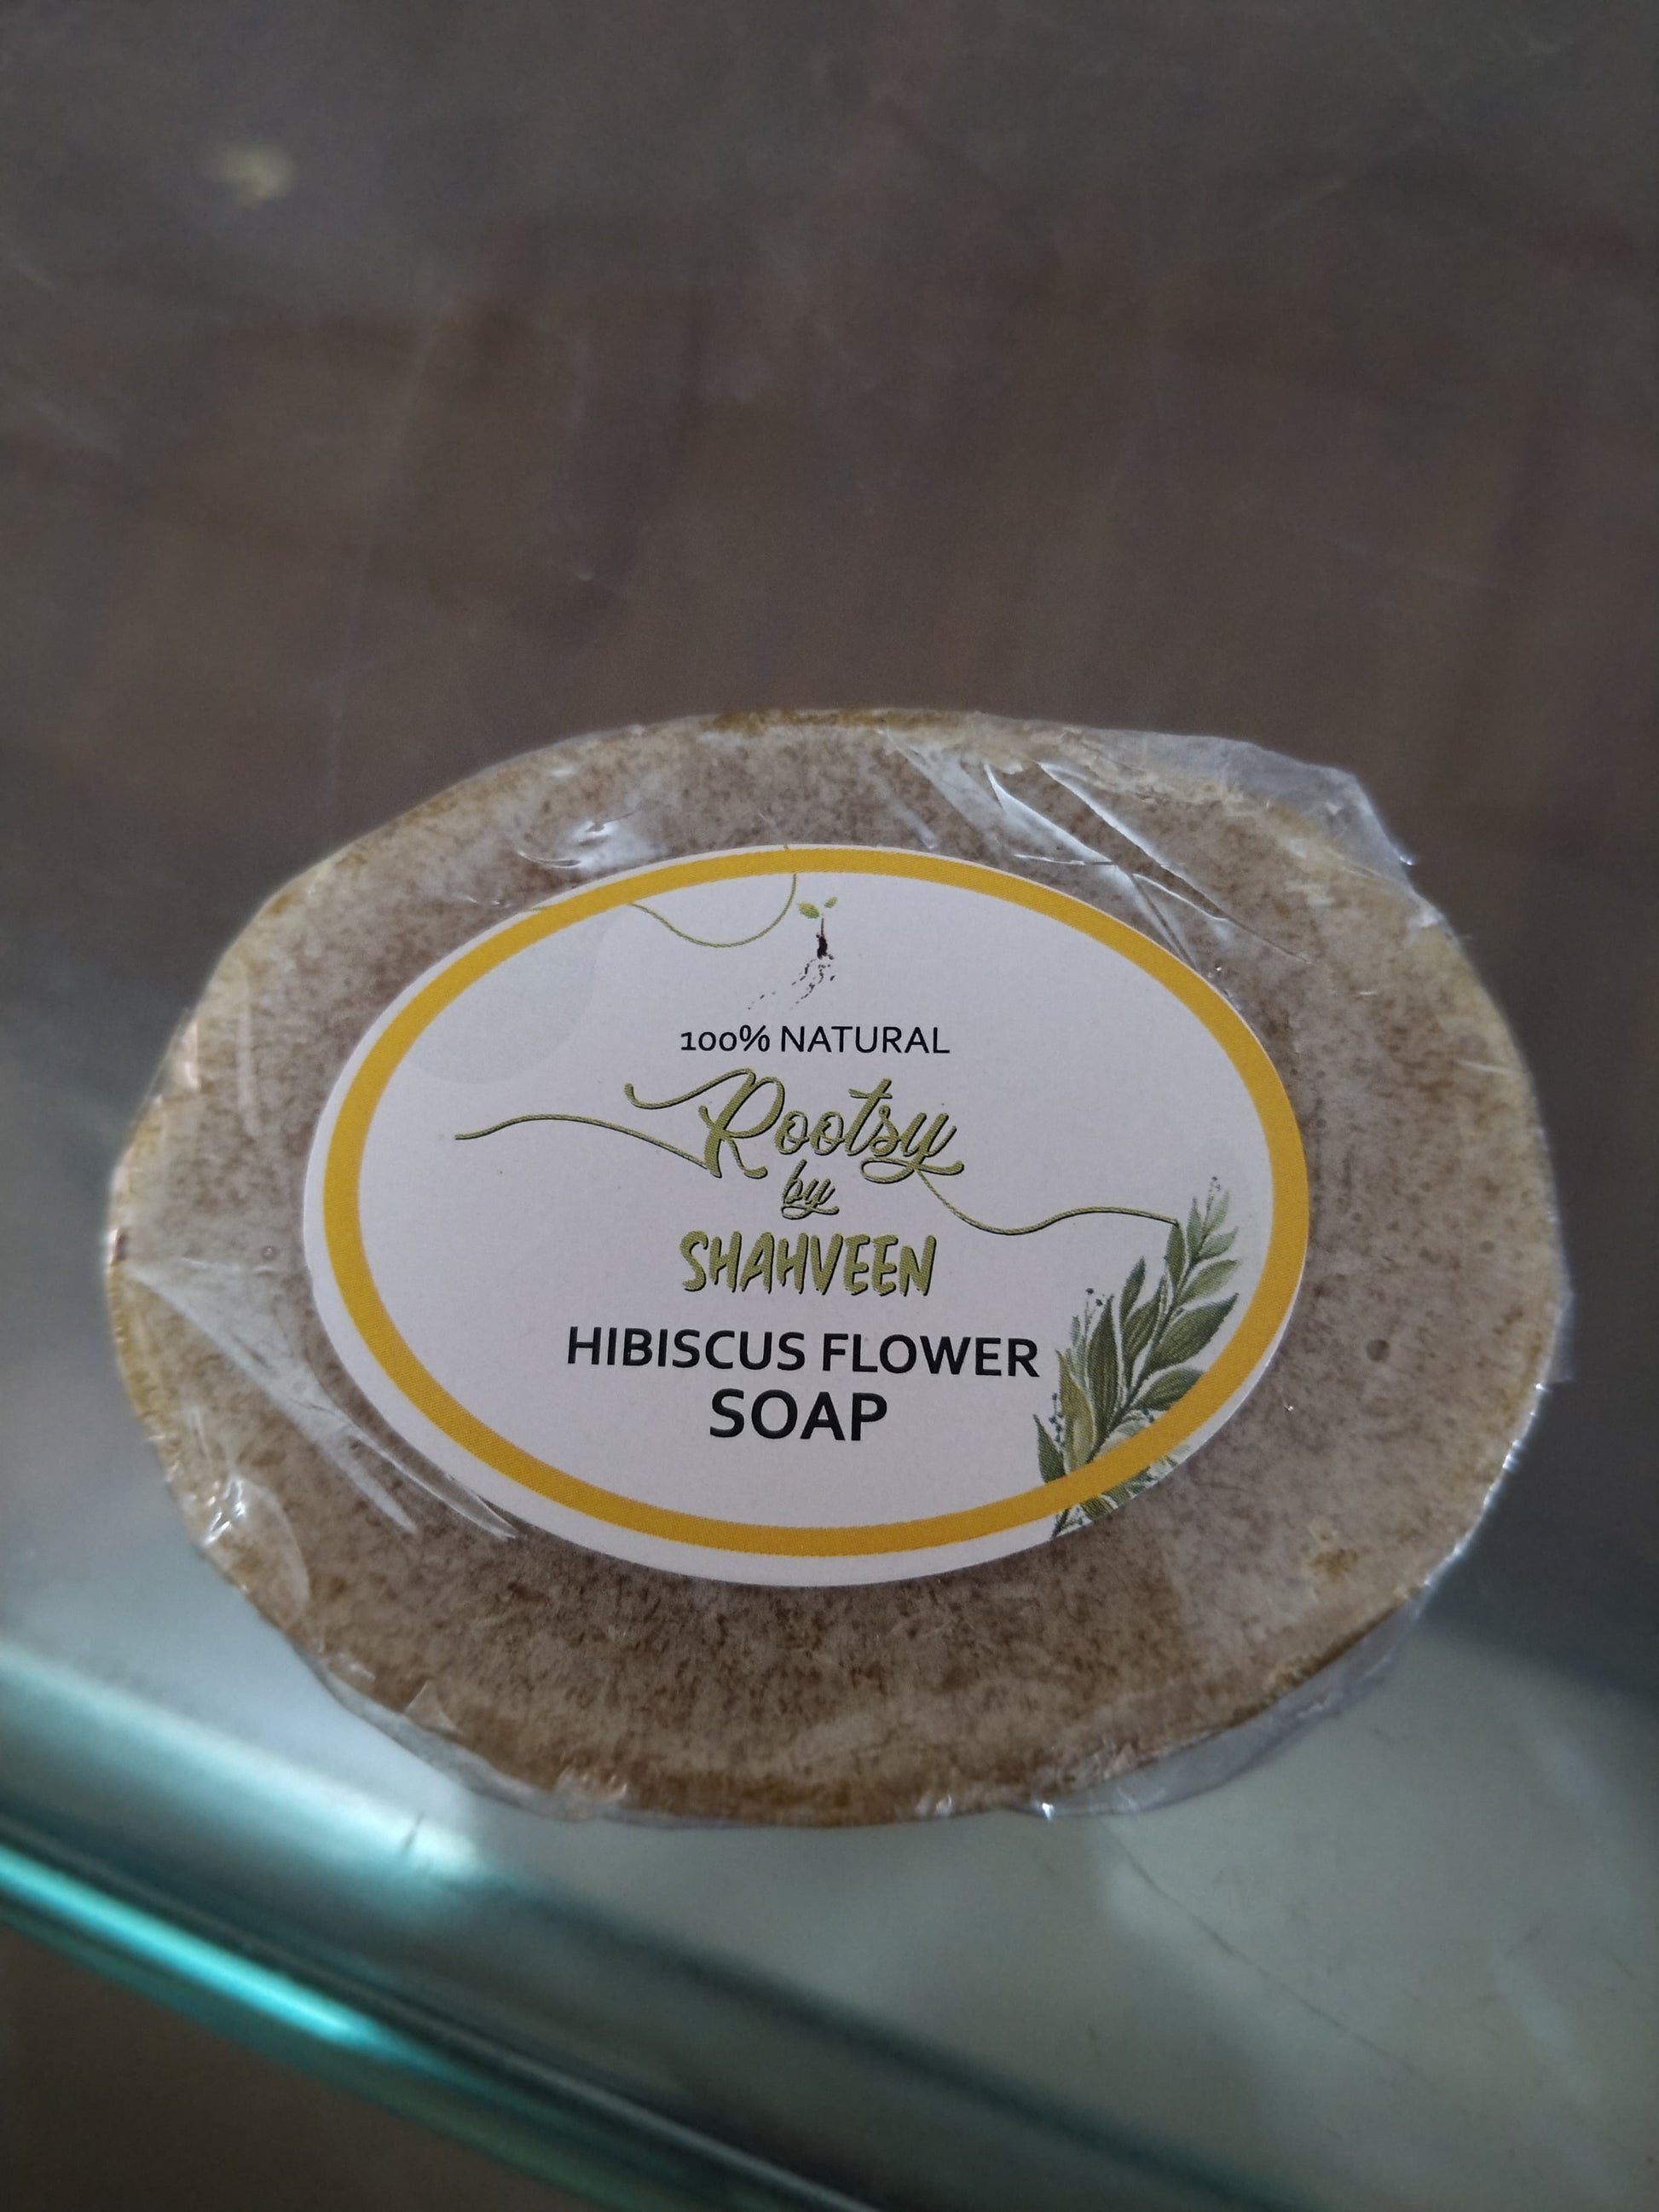 100% NATURAL
Rootsy
by
SHAHVEEN
HIBISCUS FLOWER
SOAP